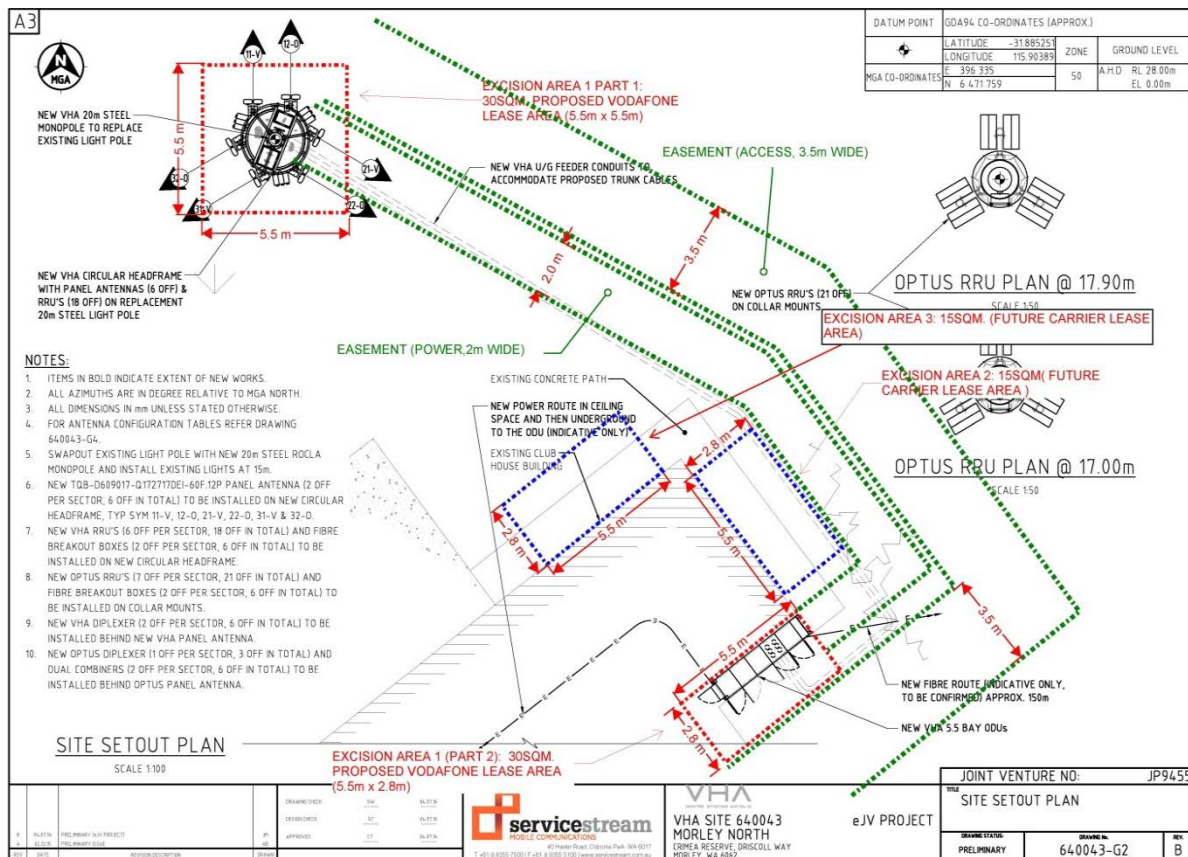 A3
N
MGA
DATUM POINT
GDA94 CO-ORDINATES (APPROX.)
LATITUDE -31.885251
LONGITUDE 115.90389
ZONE
GROUND LEVEL
MGA CO-ORDINATES
E 396 335
N 6 471 759
50
A.H.D RL 28.00m
EL 0.00m
11-V
12-O
21-V
22-O
31-V
32-O
5.5 m
5.5 m
NEW VHA 20m STEEL
MONOPOLE TO REPLACE
EXISTING LIGHT POLE
EXCISION AREA 1 PART 1:
30SQM. PROPOSED VODAFONE
LEASE AREA (5.5m x 5.5m)
NEW VHA U/G FEEDER CONDUITS TO
ACCOMMODATE PROPOSED TRUNK CABLES
EASEMENT (ACCESS, 3.5m WIDE)
3.5 m
2.0 m
NEW VHA CIRCULAR HEADFRAME
WITH PANEL ANTENNAS (6 OFF) &
RRU'S (18 OFF) ON REPLACEMENT
20m STEEL LIGHT POLE
NEW OPTUS RRU'S (21 OFF)
ON COLLAR MOUNTS
OPTUS RRU PLAN @ 17.90m
SCALE 1:50
EXCISION AREA 3: 15SQM. (FUTURE CARRIER LEASE
AREA)
EASEMENT (POWER,2m WIDE)
EXCISION AREA 2: 15SQM( FUTURE
CARRIER LEASE AREA )
OPTUS RRU PLAN @ 17.00m
SCALE 1:50
EXISTING CONCRETE PATH
NEW POWER ROUTE IN CEILING
SPACE AND THEN UNDERGROUND
TO THE ODU (INDICATIVE ONLY)
EXISTING CLUB
HOUSE BUILDING
2.8 m
5.5 m
2.8 m
5.5 m
NOTES:
1. ITEMS IN BOLD INDICATE EXTENT OF NEW WORKS.
2. ALL AZIMUTHS ARE IN DEGREE RELATIVE TO MGA NORTH.
3. ALL DIMENSIONS IN mm UNLESS STATED OTHERWISE.
4. FOR ANTENNA CONFIGURATION TABLES REFER DRAWING
640043-G4.
5. SWAPOUT EXISTING LIGHT POLE WITH NEW 20m STEEL ROCLA
MONOPOLE AND INSTALL EXISTING LIGHTS AT 15m.
6. NEW TQB-D609017-Q172717DEI-60F.12P PANEL ANTENNA (2 OFF
PER SECTOR, 6 OFF IN TOTAL) TO BE INSTALLED ON NEW CIRCULAR
HEADFRAME, TYP SYM 11-V, 12-O, 21-V, 22-O, 31-V & 32-O.
7. NEW VHA RRU'S (6 OFF PER SECTOR, 18 OFF IN TOTAL) AND FIBRE
BREAKOUT BOXES (2 OFF PER SECTOR, 6 OFF IN TOTAL) TO BE
INSTALLED ON NEW CIRCULAR HEADFRAME.
8. NEW OPTUS RRU'S (7 OFF PER SECTOR, 21 OFF IN TOTAL) AND
FIBRE BREAKOUT BOXES (2 OFF PER SECTOR, 6 OFF IN TOTAL) TO
BE INSTALLED ON COLLAR MOUNTS.
9. NEW VHA DIPLEXER (2 OFF PER SECTOR, 6 OFF IN TOTAL) TO BE
INSTALLED BEHIND NEW VHA PANEL ANTENNA.
10. NEW OPTUS DIPLEXER (1 OFF PER SECTOR, 3 OFF IN TOTAL) AND
DUAL COMBINERS (2 OFF PER SECTOR, 6 OFF IN TOTAL) TO BE
INSTALLED BEHIND OPTUS PANEL ANTENNA.
5.5 m
2.8 m
3.5 m
NEW FIBRE ROUTE (INDICATIVE ONLY,
TO BE CONFIRMED) APPROX. 150m
NEW VHA 5.5 BAY ODUs
SITE SETOUT PLAN
SCALE 1:100
EXCISION AREA 1 (PART 2): 30SQM.
PROPOSED VODAFONE LEASE AREA
(5.5m x 2.8m)
B PRELIMINARY (eJV PROJECT)
A PRELIMINARY ISSUE
REV DATE REVISION DESCRIPTION DRAWN
DRAWING CHECK
DESIGN CHECK
APPROVED
servicestream
MOBILE COMMUNICATIONS
VHA
VHA SITE 640043
MORLEY NORTH
CRIMEA RESERVE, DRISCOLL WAY
MORLEY, WA 6062
eJV PROJECT
JOINT VENTURE NO: JP9455
TITLE
SITE SETOUT PLAN
DRAWING STATUS:
PRELIMINARY
DRAWING No.
640043-G2
REV.
B